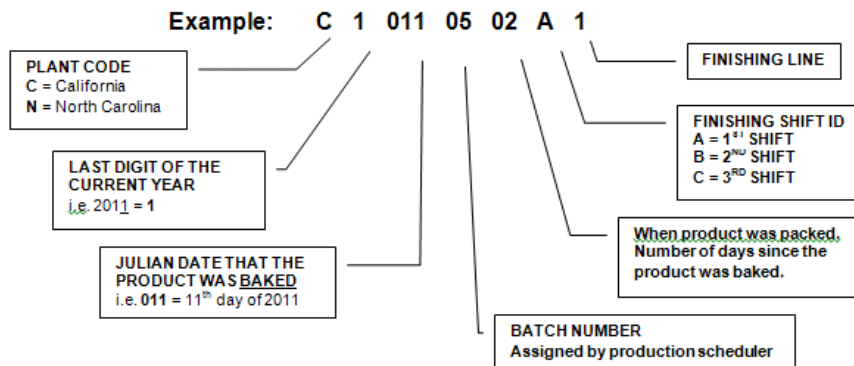 Example: C 1 011 05 02 A 1
PLANT CODE
C = California
N = North Carolina
FINISHING LINE
FINISHING SHIFT ID
A = 1ST SHIFT
B = 2ND SHIFT
C = 3RD SHIFT
LAST DIGIT OF THE
CURRENT YEAR
i.e. 2011 = 1
When product was packed.
Number of days since the
product was baked.
JULIAN DATE THAT THE
PRODUCT WAS BAKED
i.e. 011 = 11th day of 2011
BATCH NUMBER
Assigned by production scheduler